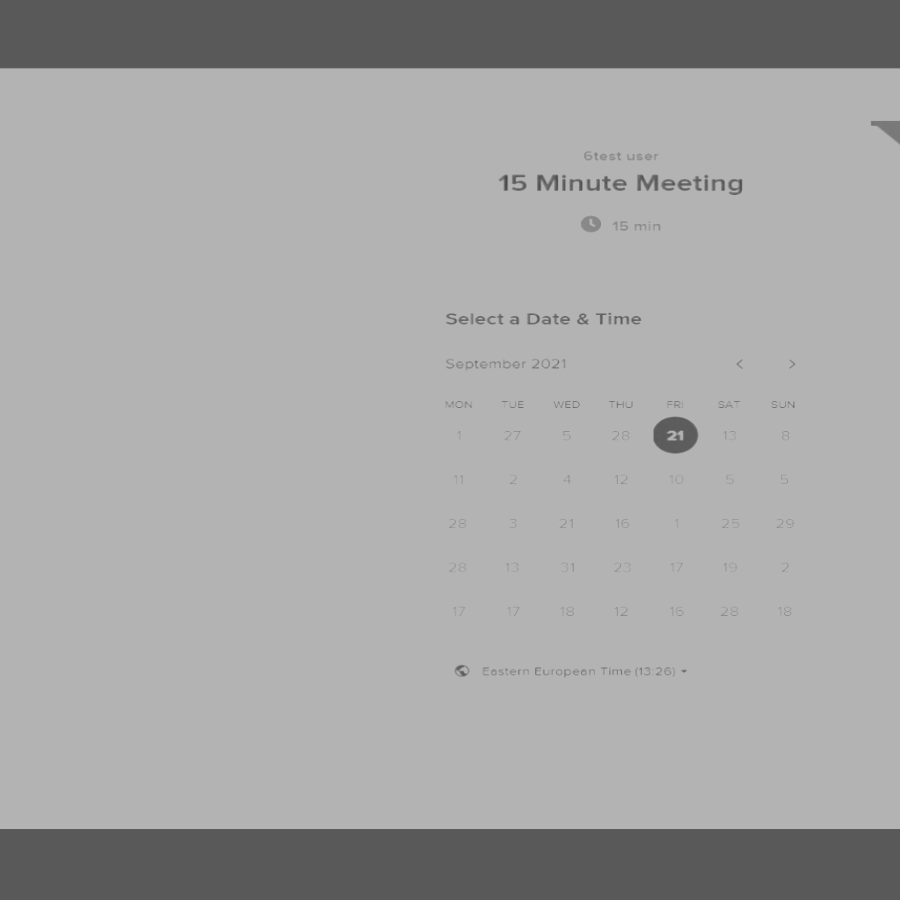 6test user
15 Minute Meeting
15 min
Select a Date & Time
September 2021
MON TUE WED THU FRI SAT SUN
1 27 5 28 21 13 8
11 2 4 12 10 5 5
28 3 21 16 1 25 29
28 13 31 23 17 19 2
17 17 18 12 16 28 18
Eastern European Time (13:26)